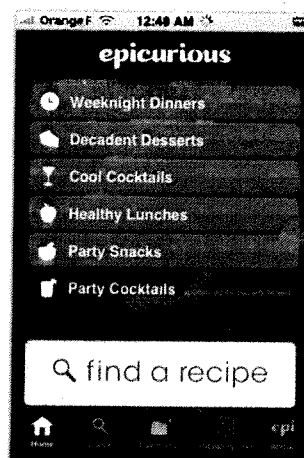 Orange F 12:48 AM
epicurious
Weeknight Dinners
Decadent Desserts
Cool Cocktails
Healthy Lunches
Party Snacks
Party Cocktails
find a recipe
Home epi